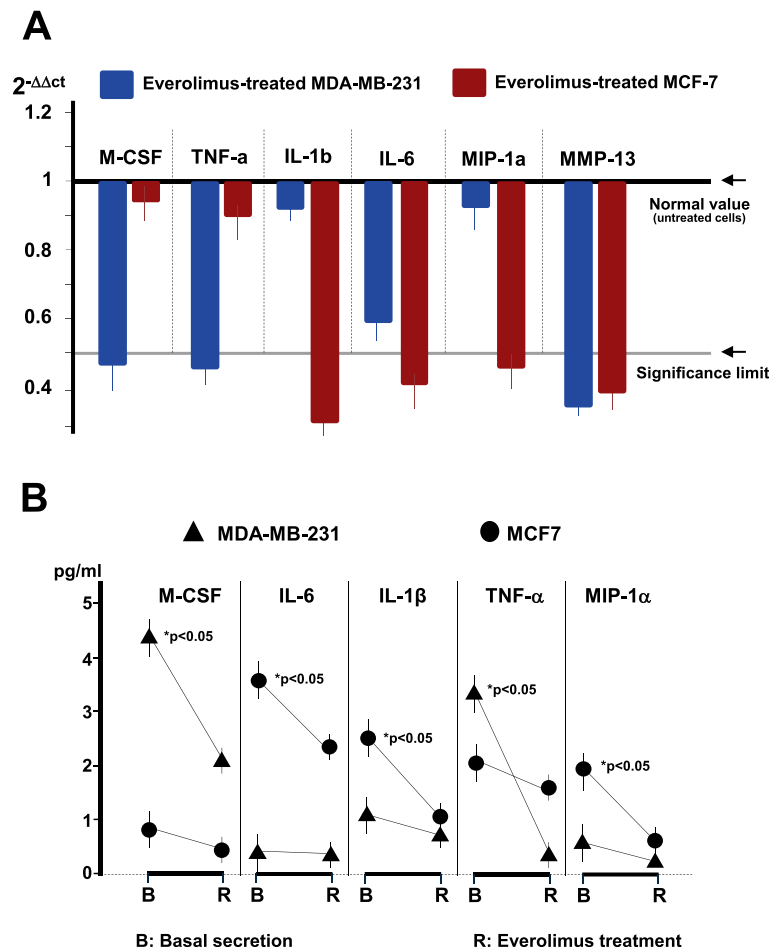 A
2-ΔΔct
Everolimus-treated MDA-MB-231
Everolimus-treated MCF-7
1.2
M-CSF
TNF-a
IL-1b
IL-6
MIP-1a
MMP-13
1
Normal value
(untreated cells)
0.8
0.6
0.4
Significance limit
B
MDA-MB-231
MCF7
pg/ml
M-CSF
IL-6
IL-1β
TNF-α
MIP-1α
5
*p<0.05
4
*p<0.05
*p<0.05
3
*p<0.05
2
*p<0.05
1
0
B R B R B R B R B R
B: Basal secretion
R: Everolimus treatment